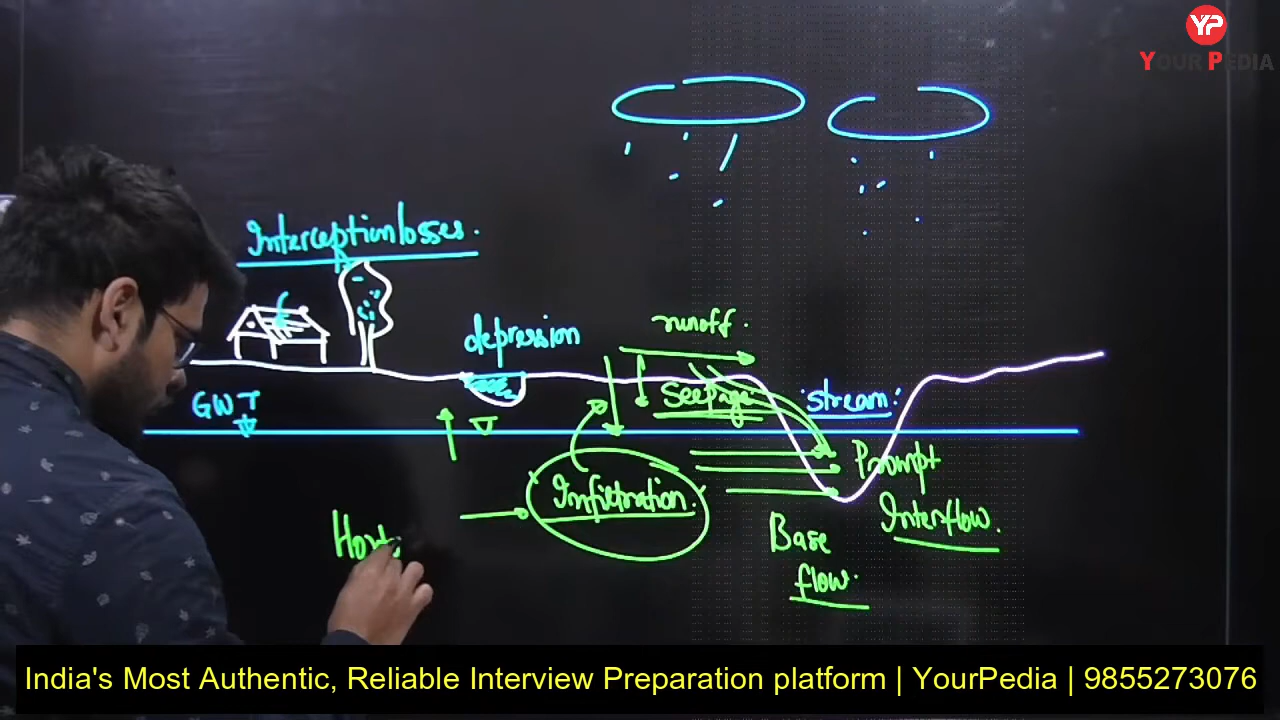 YP
YOUR PEDIA
Interception losses.
runoff.
depression
Seepage
stream:
GWT
Prompt
Interflow.
Infiltration.
Base
flow.
Horto
India's Most Authentic, Reliable Interview Preparation platform | YourPedia | 9855273076